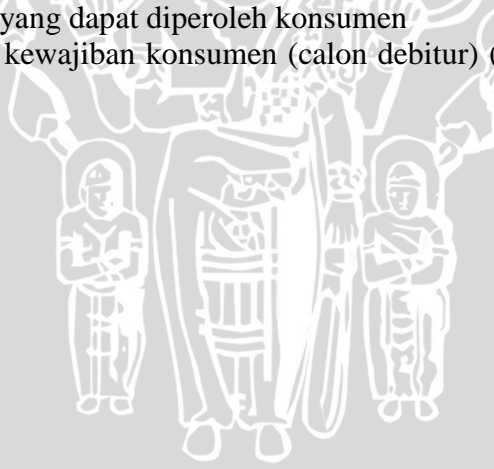 yang dapat diperoleh konsumen
kewajiban konsumen (calon debitur) (